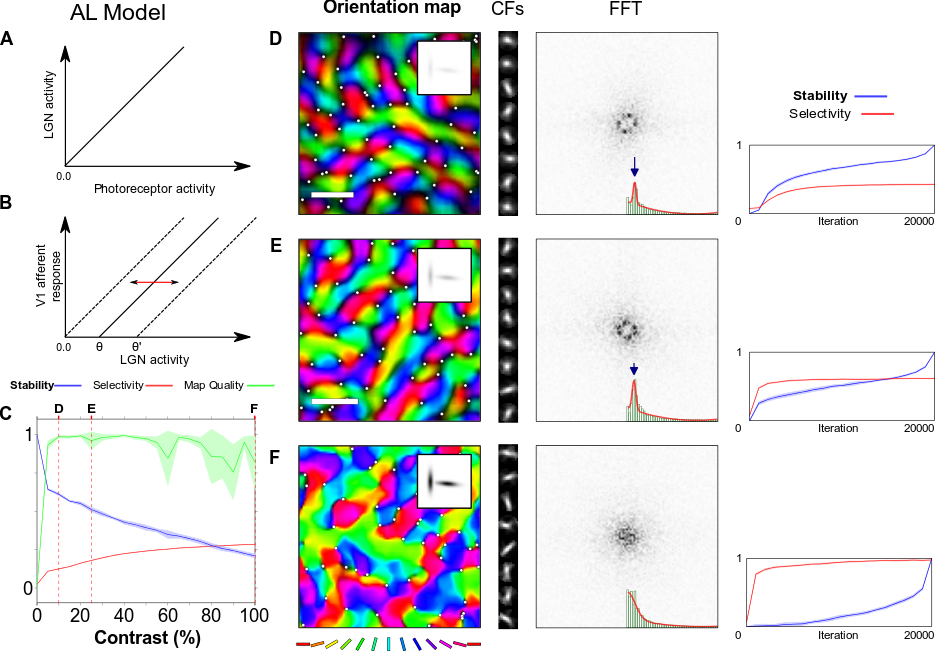 AL Model
Orientation map
CFs
FFT
A
LGN activity
0.0
Photoreceptor activity
B
V1 afferent
response
0.0
θ
θ'
LGN activity
Stability
Selectivity
Map Quality
C
D
E
F
1
0
0
20
40
60
80
100
Contrast (%)
D
Stability
Selectivity
1
0
Iteration
20000
E
1
0
Iteration
20000
F
1
0
Iteration
20000